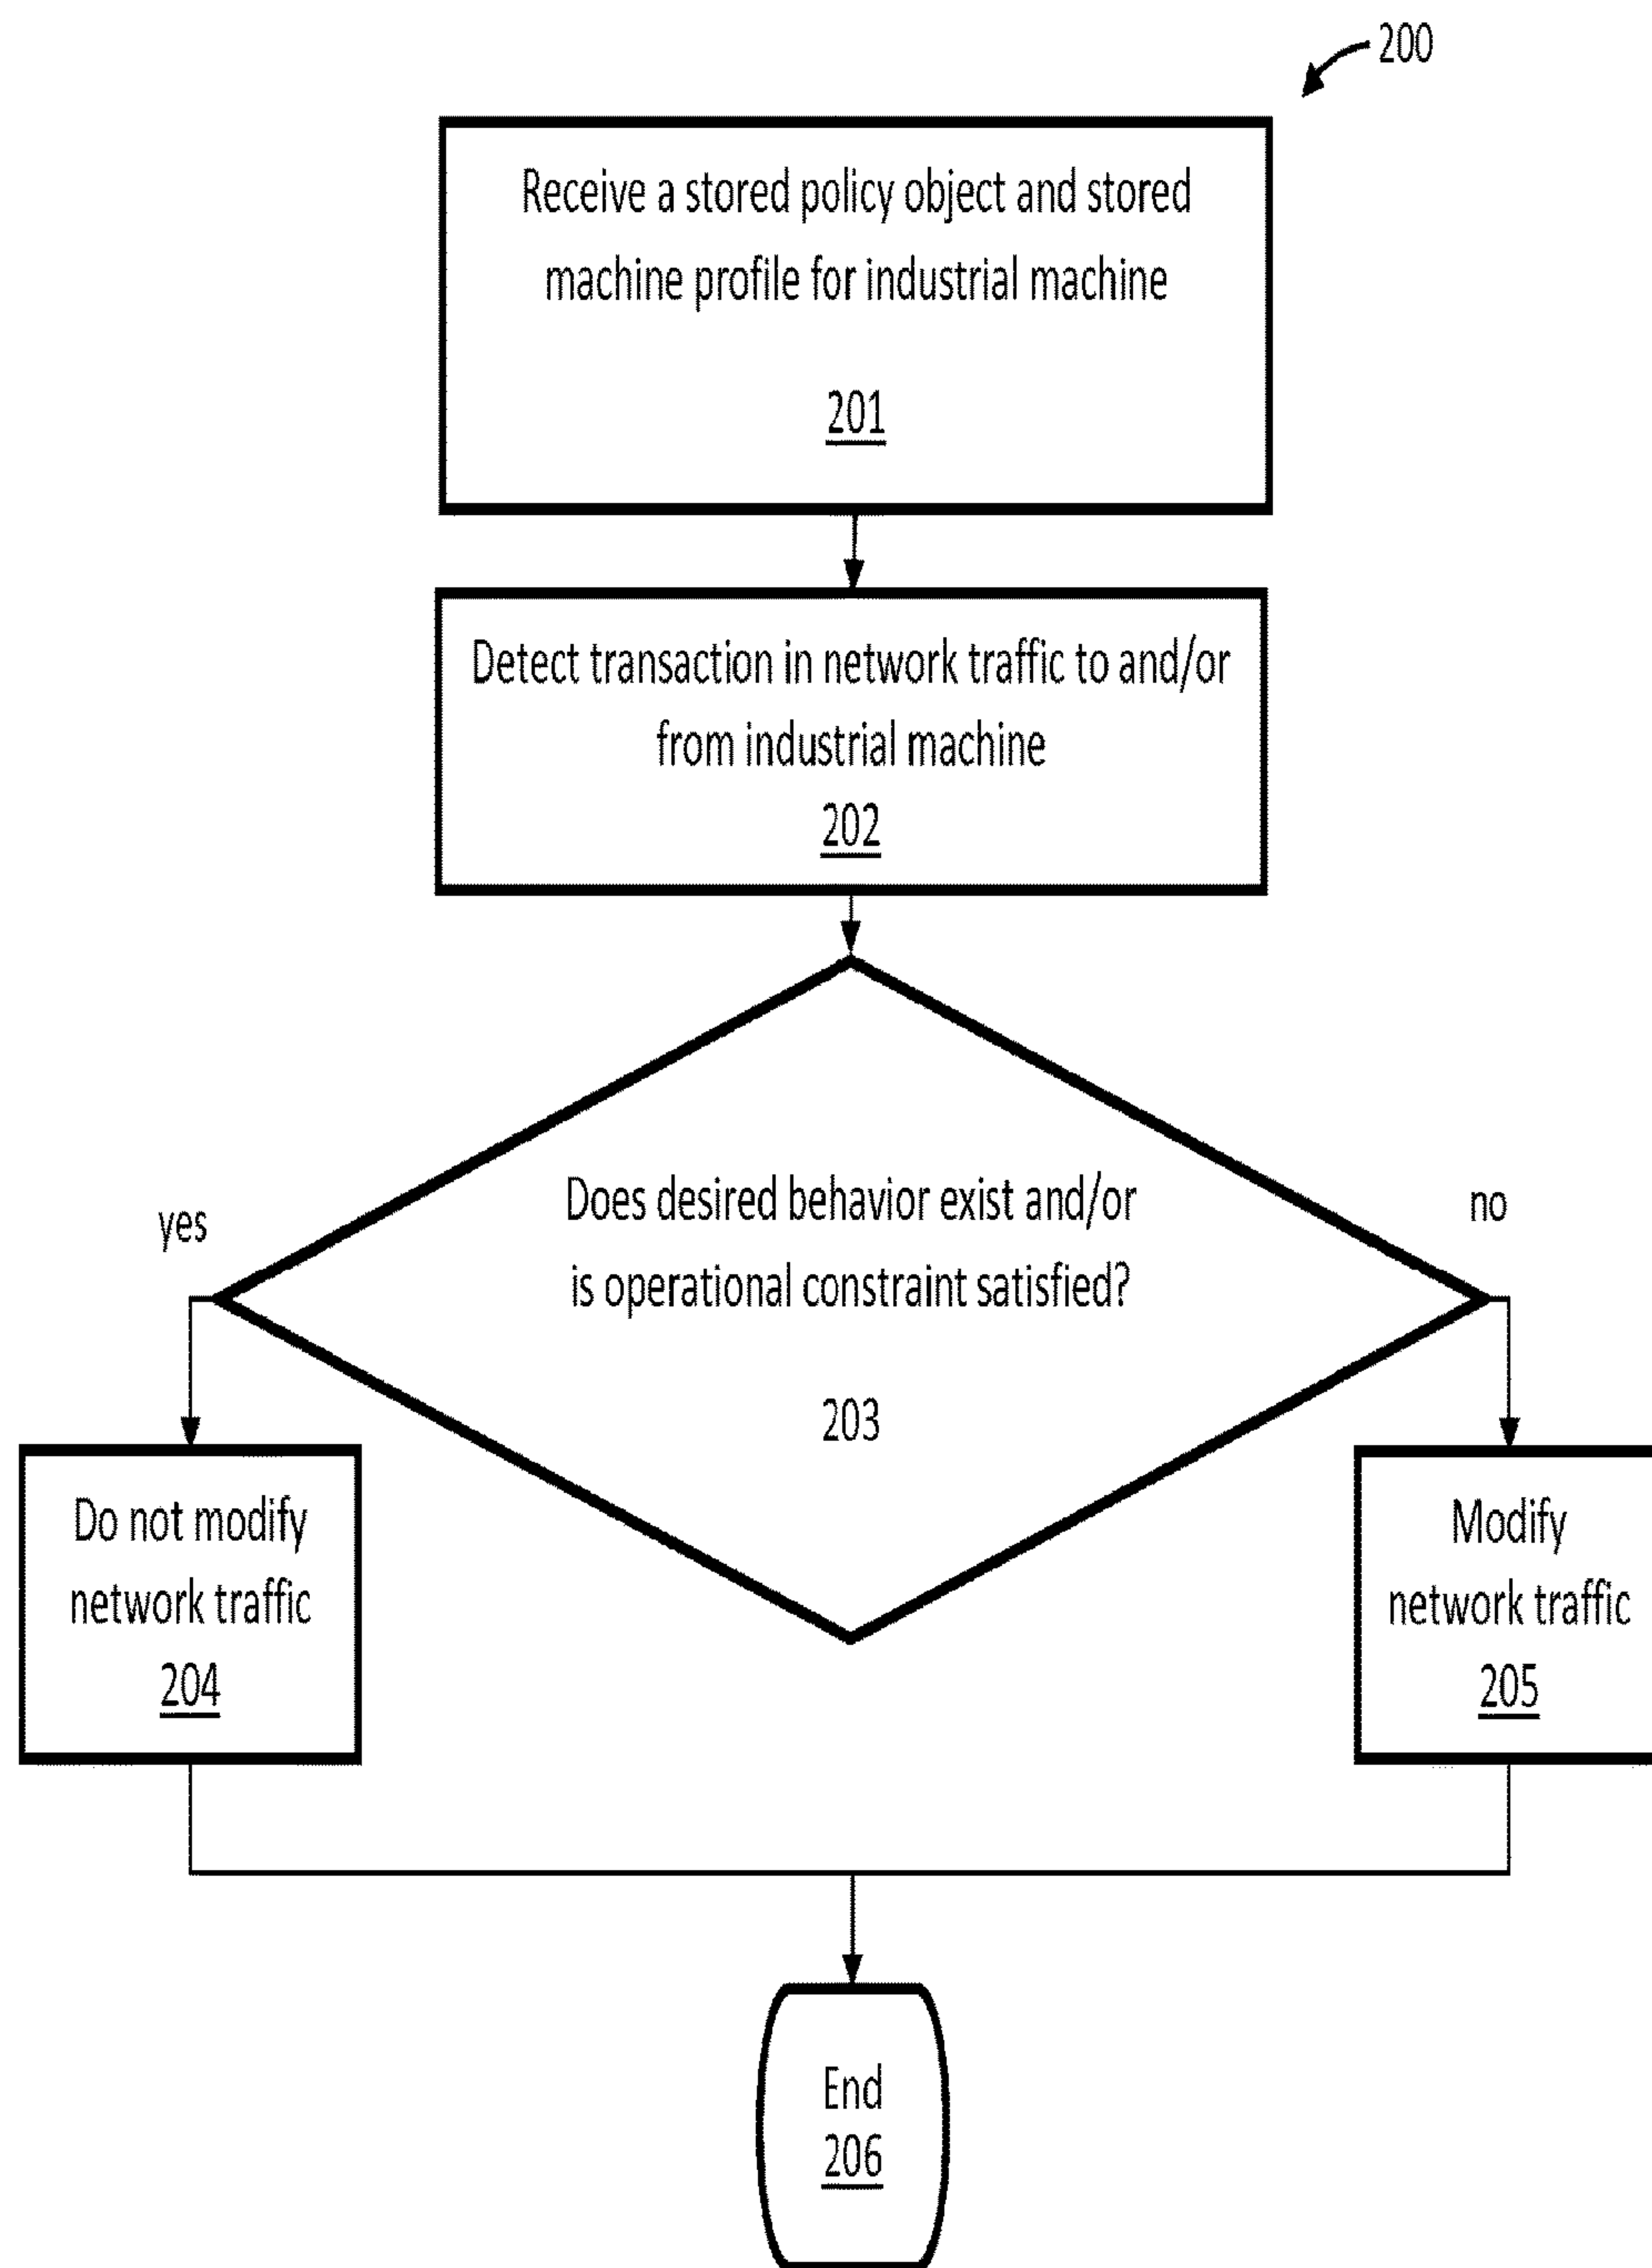 200
Receive a stored policy object and stored
machine profile for industrial machine
201
Detect transaction in network traffic to and/or
from industrial machine
202
Does desired behavior exist and/or
is operational constraint satisfied?
203
yes
no
Do not modify
network traffic
204
Modify
network traffic
205
End
206